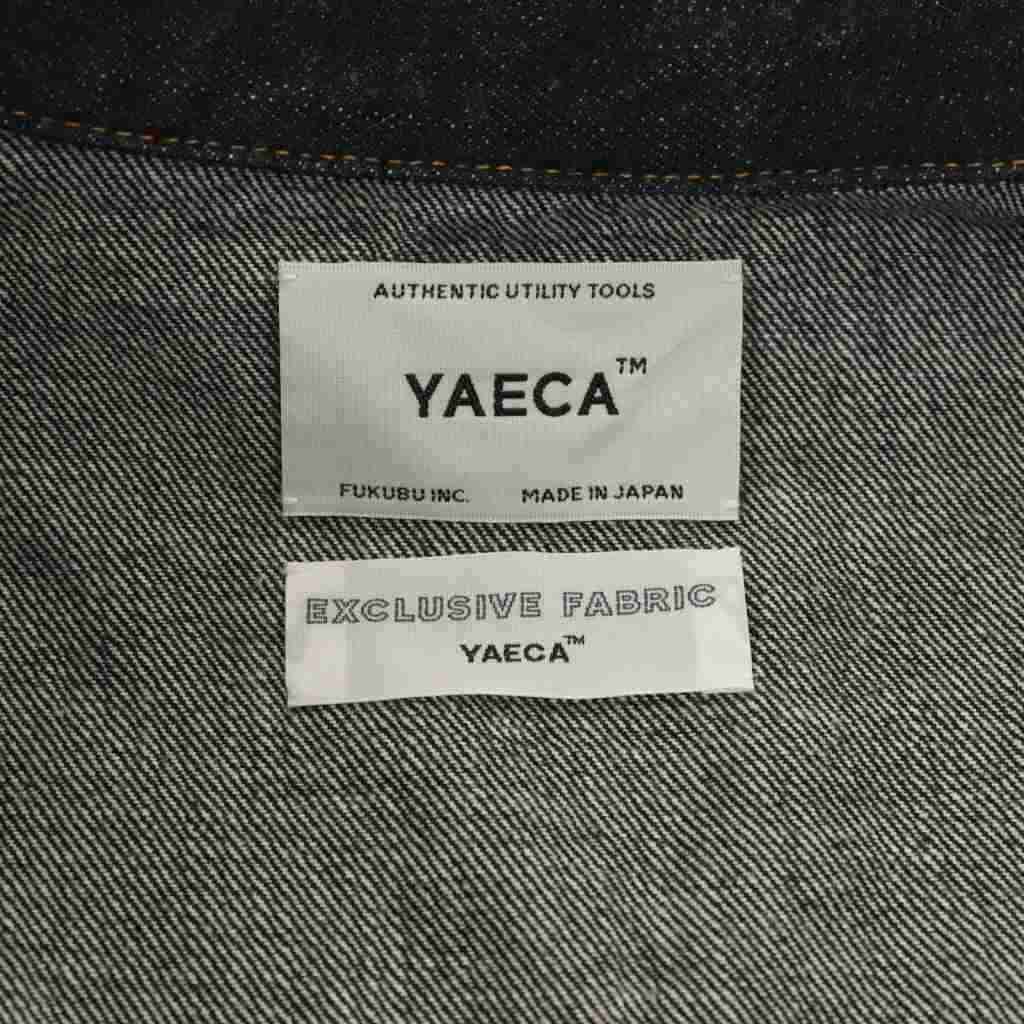 AUTHENTIC UTILITY TOOLS
YAECA™
FUKUBU INC. MADE IN JAPAN
EXCLUSIVE FABRIC
YAECA™